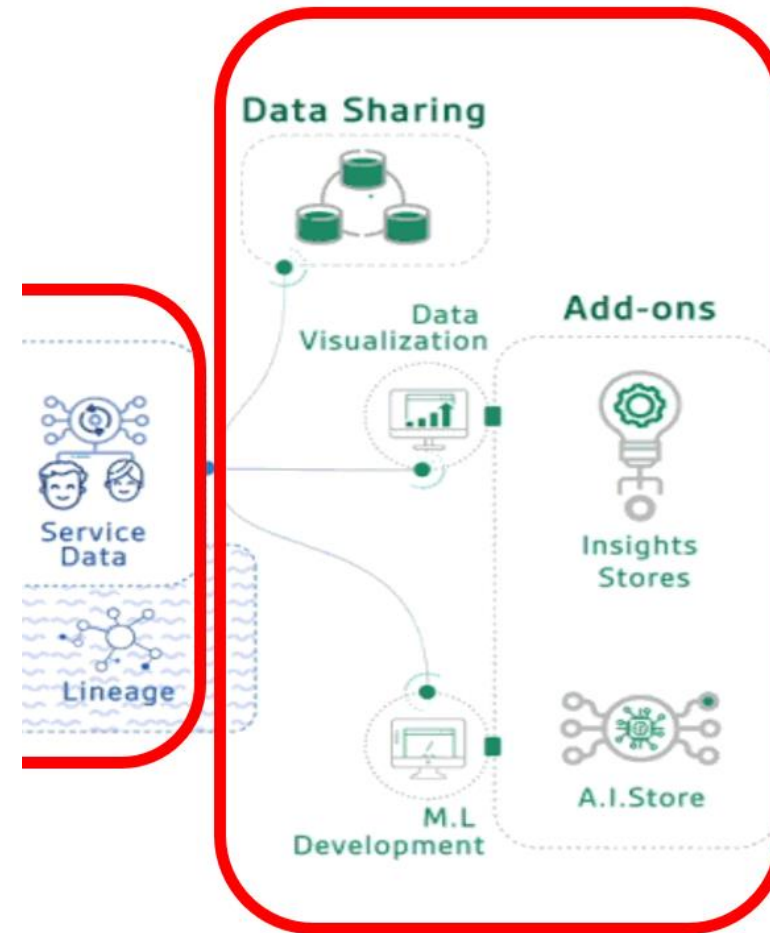 Data Sharing
Data
Visualization
Add-ons
Service
Data
Insights
Stores
Lineage
A.I.Store
M.L
Development